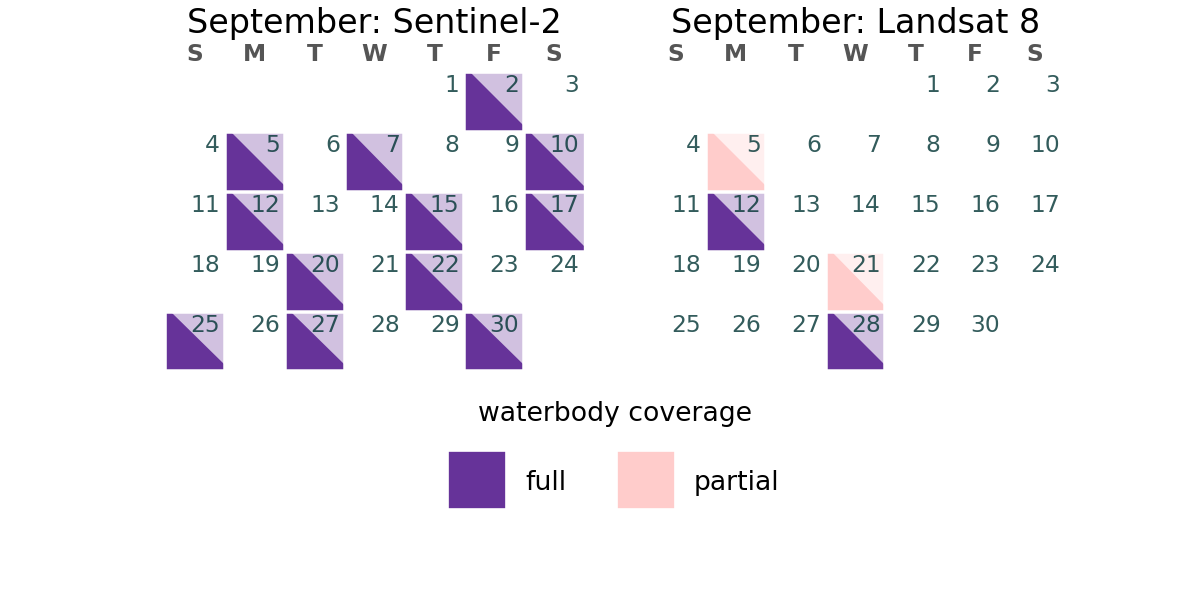 September: Sentinel-2
S M T W T F S
1 2 3
4 5 6 7 8 9 10
11 12 13 14 15 16 17
18 19 20 21 22 23 24
25 26 27 28 29 30
September: Landsat 8
S M T W T F S
1 2 3
4 5 6 7 8 9 10
11 12 13 14 15 16 17
18 19 20 21 22 23 24
25 26 27 28 29 30
waterbody coverage
full partial